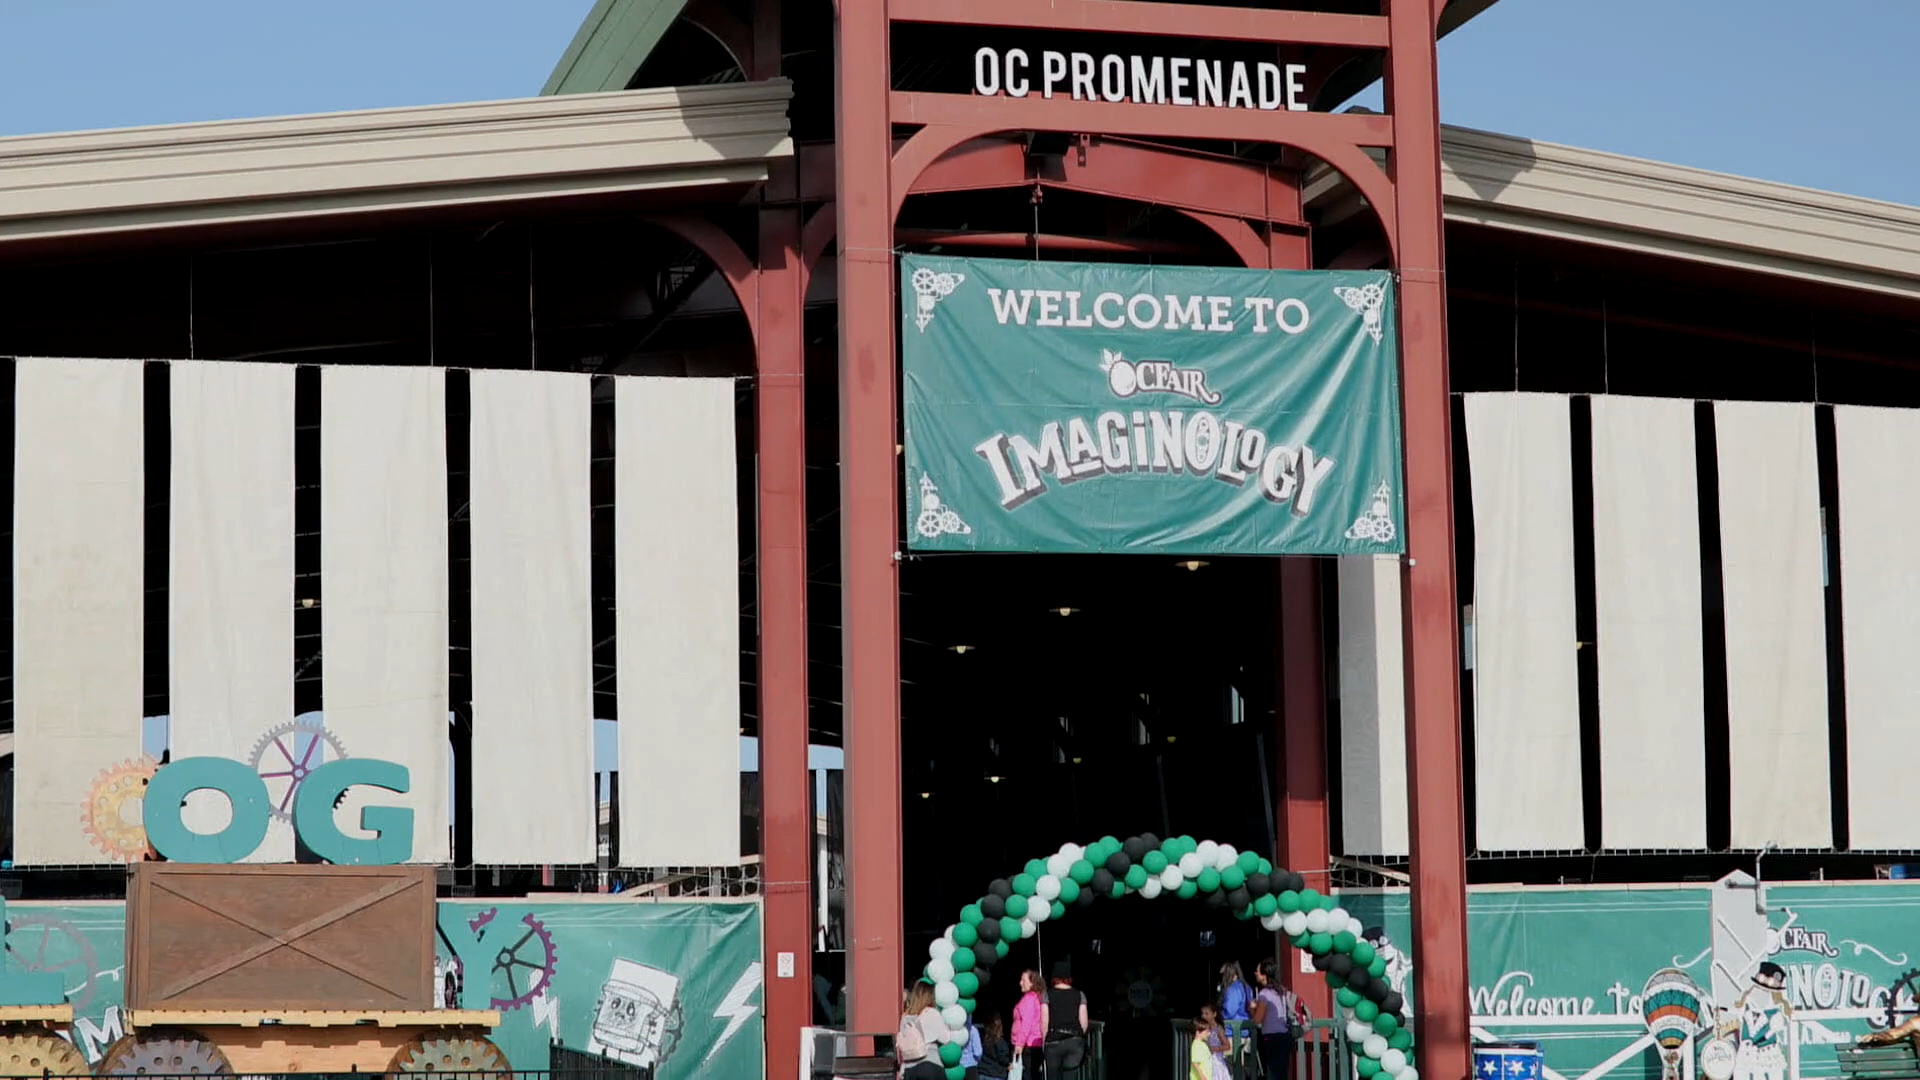 OC PROMENADE
WELCOME TO
OCFAIR
IMAGINOLOGY
OG
M
Welcome to
OCFAIR